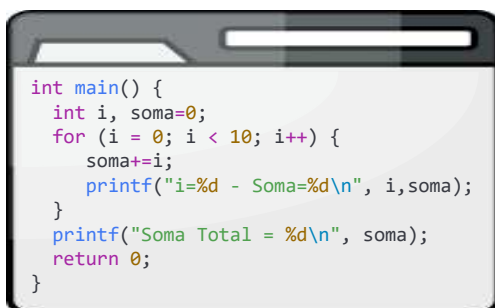 int main() {
  int i, soma=0;
  for (i = 0; i < 10; i++) {
     soma+=i;
     printf("i=%d - Soma=%d\n", i,soma);
  }
  printf("Soma Total = %d\n", soma);
  return 0;
}